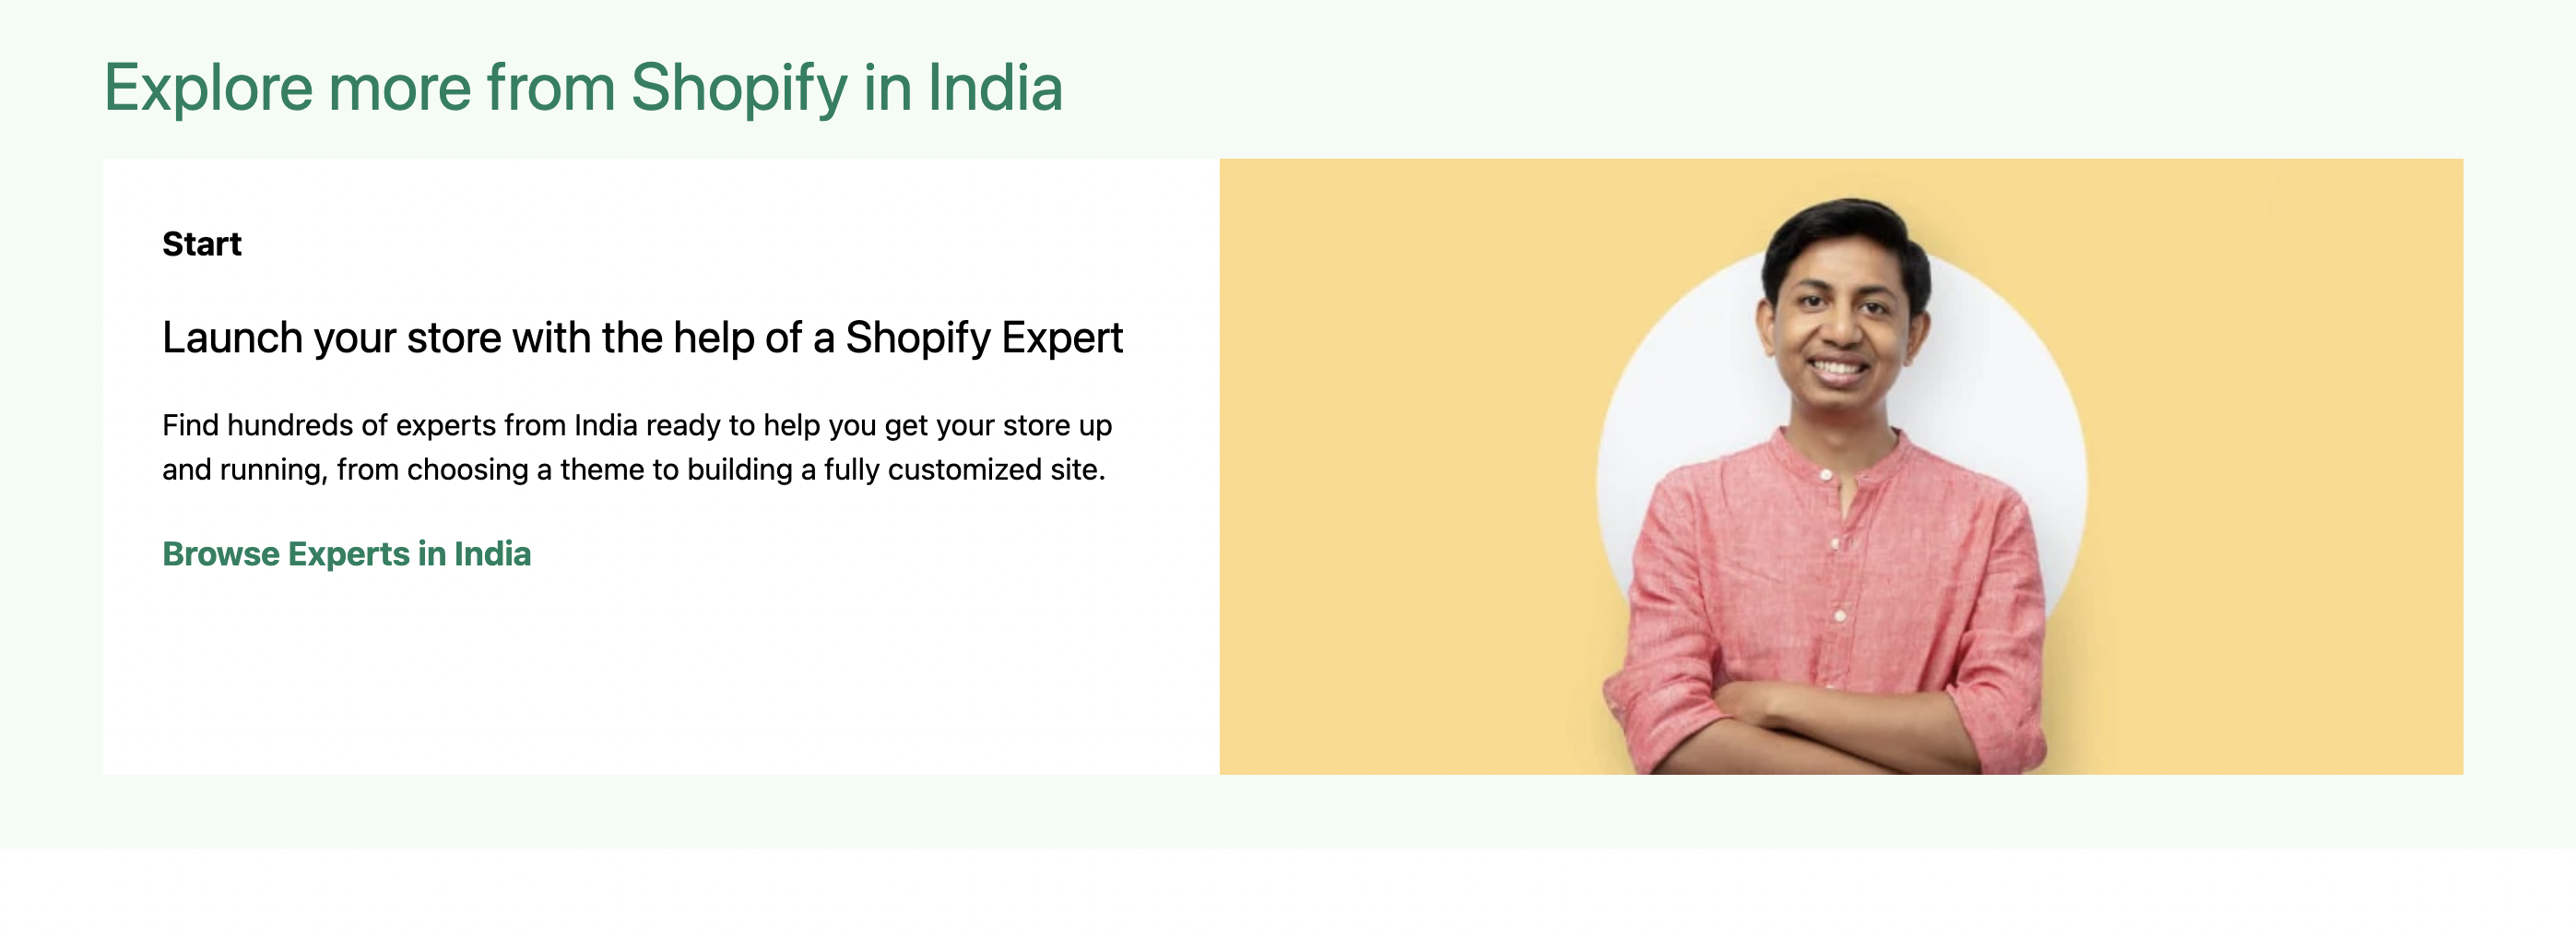 Explore more from Shopify in India
Start
Launch your store with the help of a Shopify Expert
Find hundreds of experts from India ready to help you get your store up
and running, from choosing a theme to building a fully customized site.
Browse Experts in India